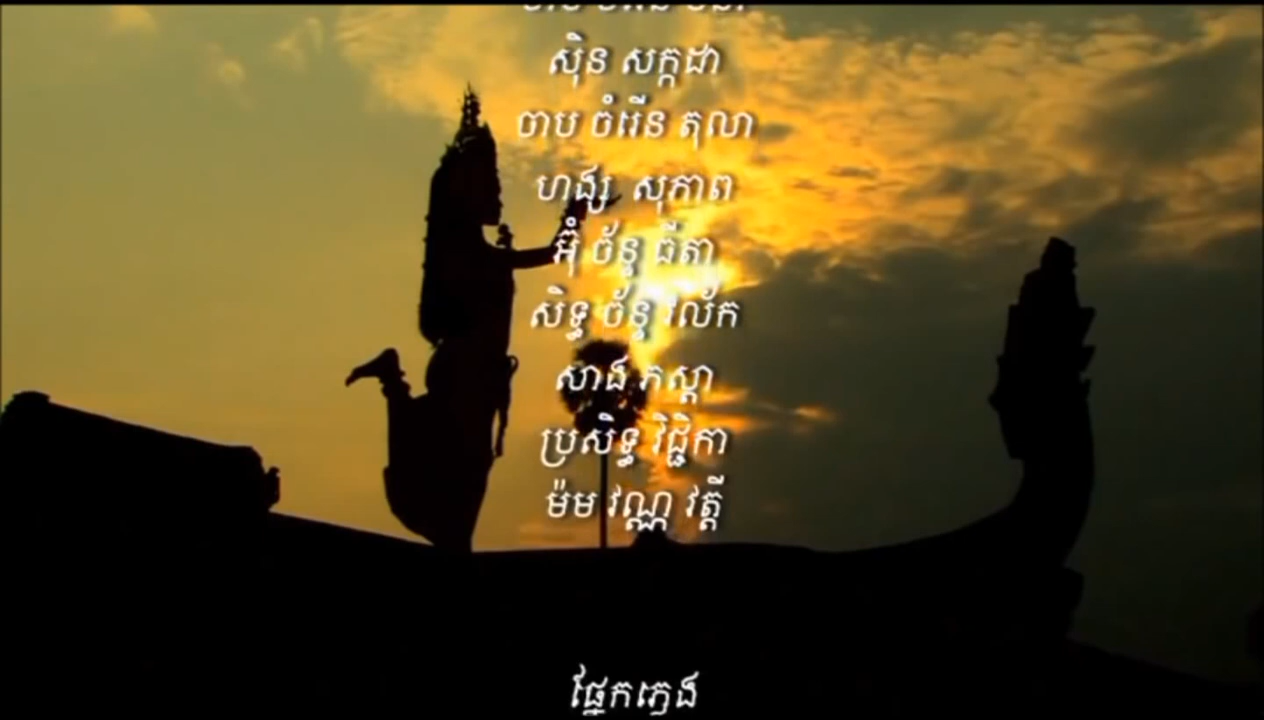 ស៊ិន សក្កដា
ចាប ចំរើន តុលា
ហង្ស សុភាព
អ៊ុំ ច័ន្ទ ធីតា
សិទ្ធ ច័ន្ទ វិល័ក
សាង ភស្តា
ប្រសិទ្ធ វិជ្ជិកា
ម៉ម វណ្ណ វត្តី
ផ្នែកភ្លេង